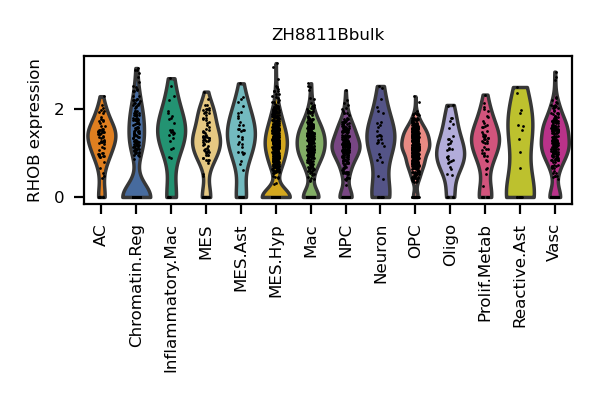 ZH8811Bbulk
RHOB expression
2
0
AC
Chromatin.Reg
Inflammatory.Mac
MES
MES.Ast
MES.Hyp
Mac
NPC
Neuron
OPC
Oligo
Prolif.Metab
Reactive.Ast
Vasc